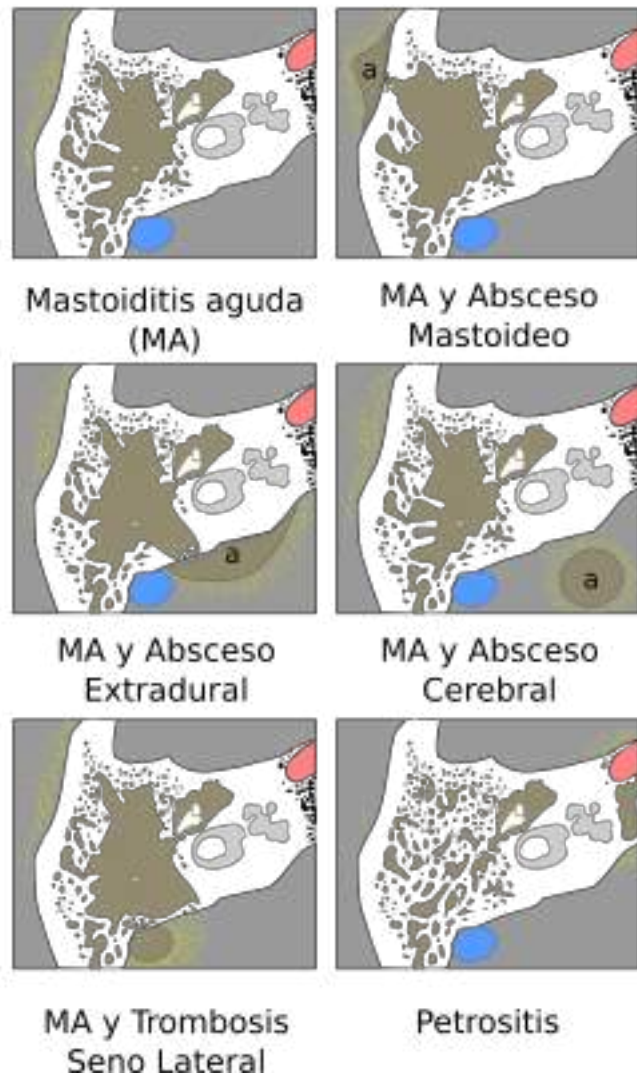 a
Mastoiditis aguda
(MA)
MA y Absceso
Mastoideo
a
a
MA y Absceso
Extradural
MA y Absceso
Cerebral
MA y Trombosis
Seno Lateral
Petrositis